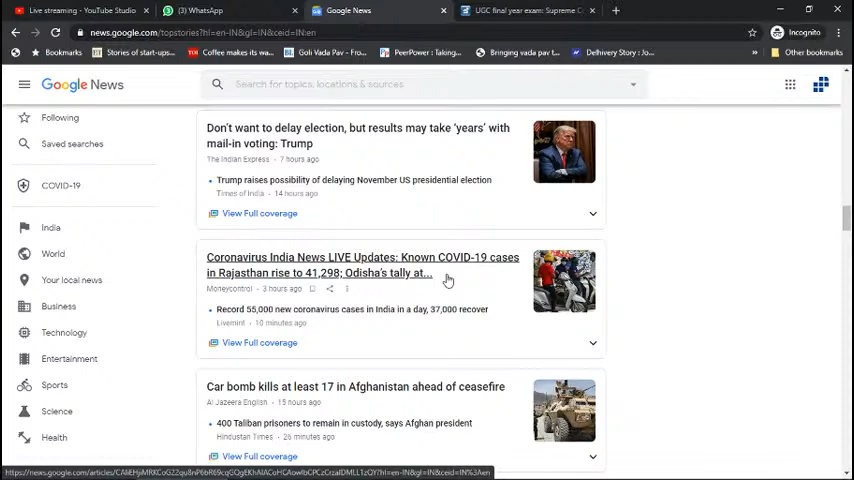 Live streaming - YouTube Studio
(3) WhatsApp
Google News
UGC final year exam: Supreme C
news.google.com/topstories?hl=en-IN&gl=IN&ceid=IN:en
Incognito
Bookmarks
Stories of start-ups...
Coffee makes its wa...
Goli Vada Pav - Fro...
PeerPower : Taking...
Bringing vada pav t...
Delhivery Story : Jo...
Other bookmarks
Google News
Search for topics, locations & sources
Following
Saved searches
COVID-19
India
World
Your local news
Business
Technology
Entertainment
Sports
Science
Health
Don't want to delay election, but results may take 'years' with
mail-in voting: Trump
The Indian Express • 7 hours ago
• Trump raises possibility of delaying November US presidential election
Times of India • 14 hours ago
View Full coverage
Coronavirus India News LIVE Updates: Known COVID-19 cases
in Rajasthan rise to 41,298; Odisha's tally at...
Moneycontrol • 3 hours ago
• Record 55,000 new coronavirus cases in India in a day, 37,000 recover
Livemint • 10 minutes ago
View Full coverage
Car bomb kills at least 17 in Afghanistan ahead of ceasefire
Al Jazeera English • 15 hours ago
• 400 Taliban prisoners to remain in custody, says Afghan president
Hindustan Times • 26 minutes ago
View Full coverage